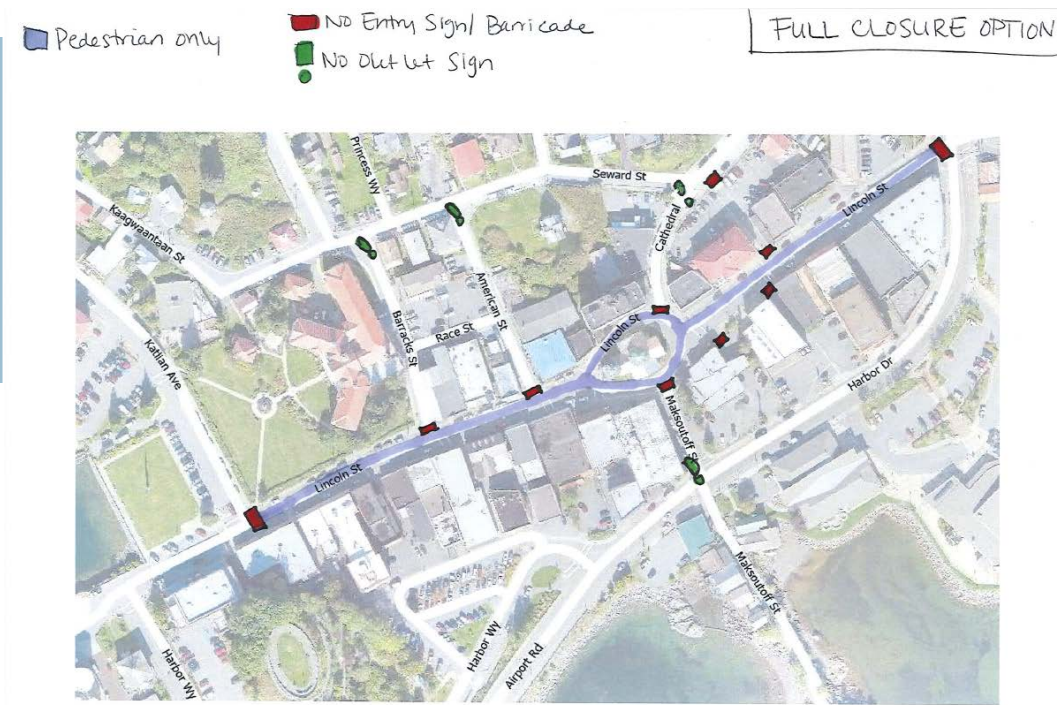 Pedestrian only
No Entry Sign/ Barricade
No Outlet Sign
FULL CLOSURE OPTION
Princess Wy
Seward St
Lincoln St
Kaagwaantaan St
Cathedral
American St
Katlian Ave
Barracks St
Race St
Lincoln St
Harbor Dr
Maksoutoff St
Lincoln St
Maksoutoff St
Harbor Wy
Harbor Wy
Airport Rd